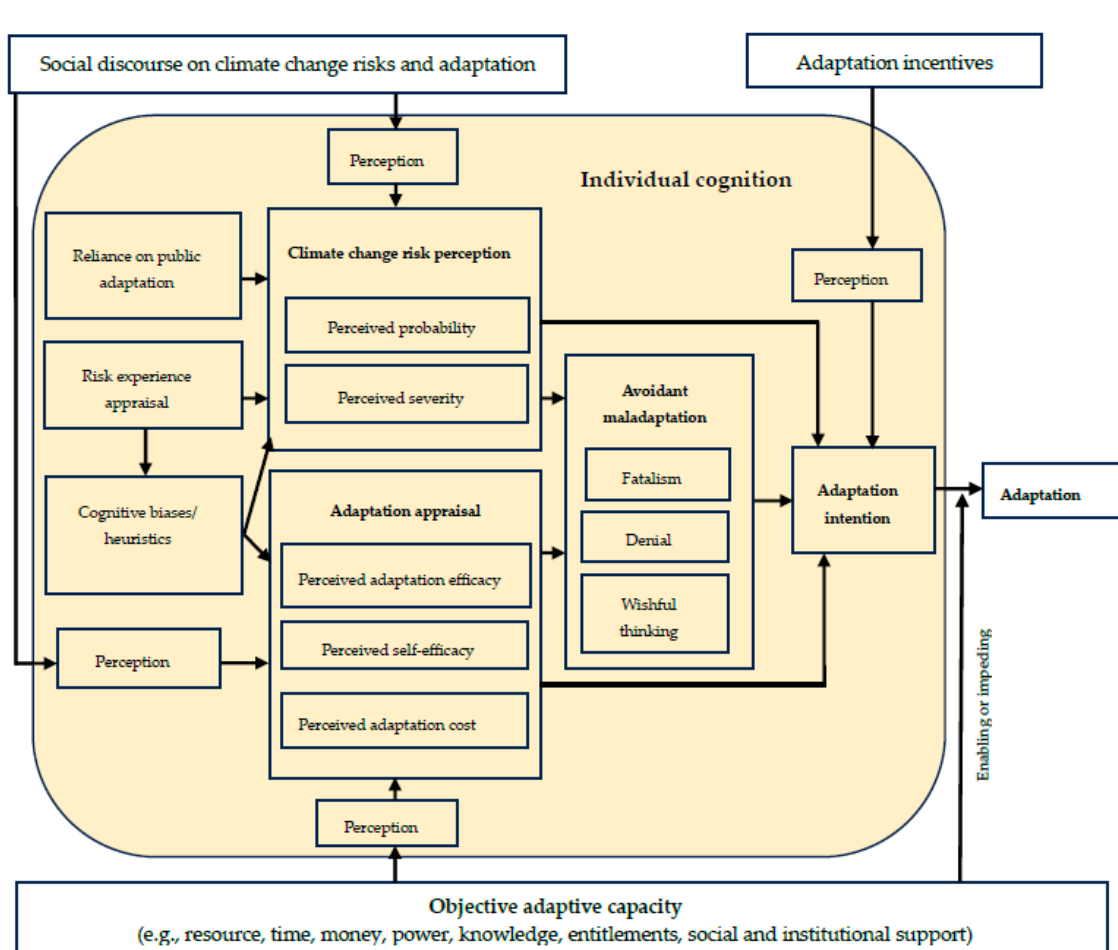 Social discourse on climate change risks and adaptation
Adaptation incentives
Perception
Individual cognition
Reliance on public
adaptation
Climate change risk perception
Perception
Perceived probability
Risk experience
appraisal
Perceived severity
Avoidant
maladaptation
Fatalism
Adaptation
intention
Adaptation
Cognitive biases/
heuristics
Adaptation appraisal
Denial
Perceived adaptation efficacy
Wishful
thinking
Perception
Perceived self-efficacy
Perceived adaptation cost
Enabling or impeding
Perception
Objective adaptive capacity
(e.g., resource, time, money, power, knowledge, entitlements, social and institutional support)